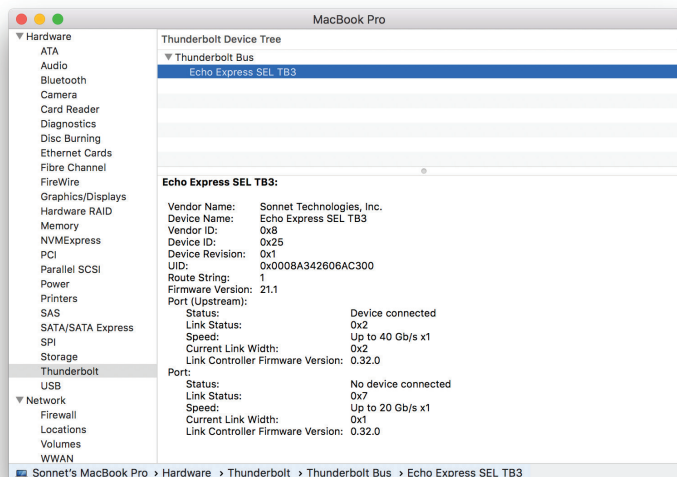 MacBook Pro
Hardware
ATA
Audio
Bluetooth
Camera
Card Reader
Diagnostics
Disc Burning
Ethernet Cards
Fibre Channel
FireWire
Graphics/Displays
Hardware RAID
Memory
NVMExpress
PCI
Parallel SCSI
Power
Printers
SAS
SATA/SATA Express
SPI
Storage
Thunderbolt
USB
Network
Firewall
Locations
Volumes
WWAN
Thunderbolt Device Tree
Thunderbolt Bus
Echo Express SEL TB3
Echo Express SEL TB3:
Vendor Name: Sonnet Technologies, Inc.
Device Name: Echo Express SEL TB3
Vendor ID: 0x8
Device ID: 0x25
Device Revision: 0x1
UID: 0x0008A342606AC300
Route String: 1
Firmware Version: 21.1
Port (Upstream):
Status: Device connected
Link Status: 0x2
Speed: Up to 40 Gb/s x1
Current Link Width: 0x2
Link Controller Firmware Version: 0.32.0
Port:
Status: No device connected
Link Status: 0x7
Speed: Up to 20 Gb/s x1
Current Link Width: 0x1
Link Controller Firmware Version: 0.32.0
Sonnet's MacBook Pro › Hardware › Thunderbolt › Thunderbolt Bus › Echo Express SEL TB3